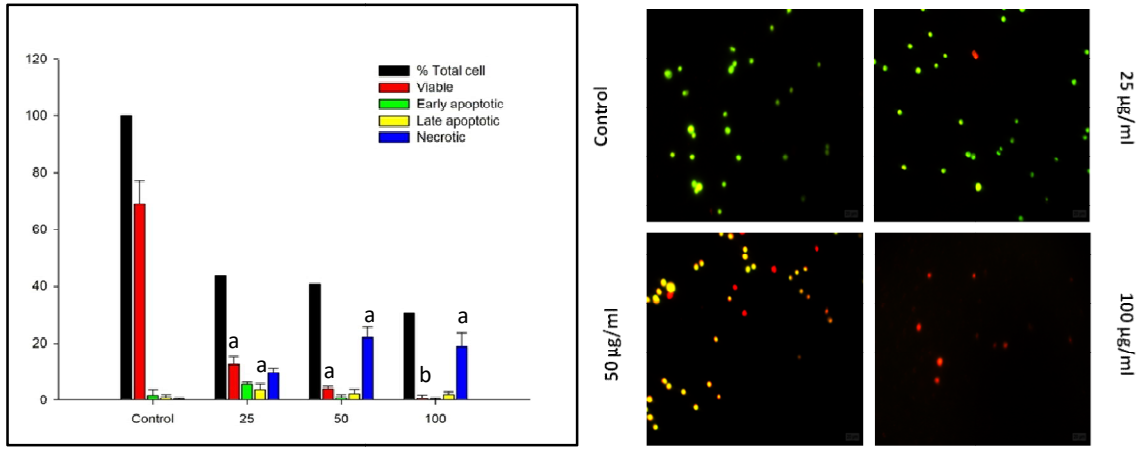 120
100
80
60
40
20
0
% Total cell
Viable
Early apoptotic
Late apoptotic
Necrotic
a
a
a
a
b
a
Control
25
50
100
Control
25 µg/ml
50 µg/ml
100 µg/ml